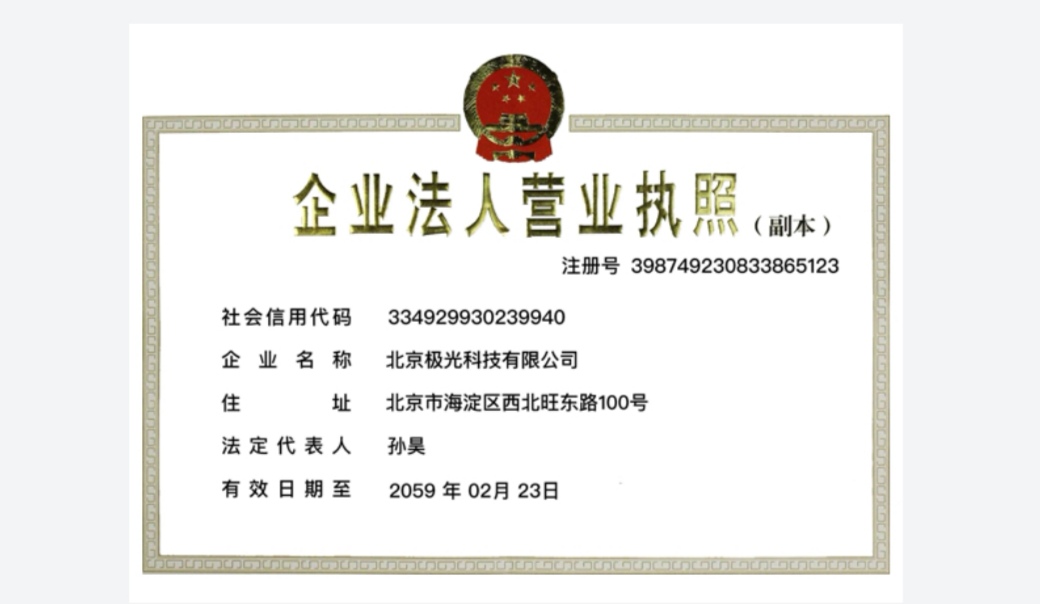 企业法人营业执照（副本）
注册号 398749230833865123
社会信用代码 334929930239940
企业名称 北京极光科技有限公司
住址 北京市海淀区西北旺东路100号
法定代表人 孙昊
有效日期至 2059 年 02月 23日